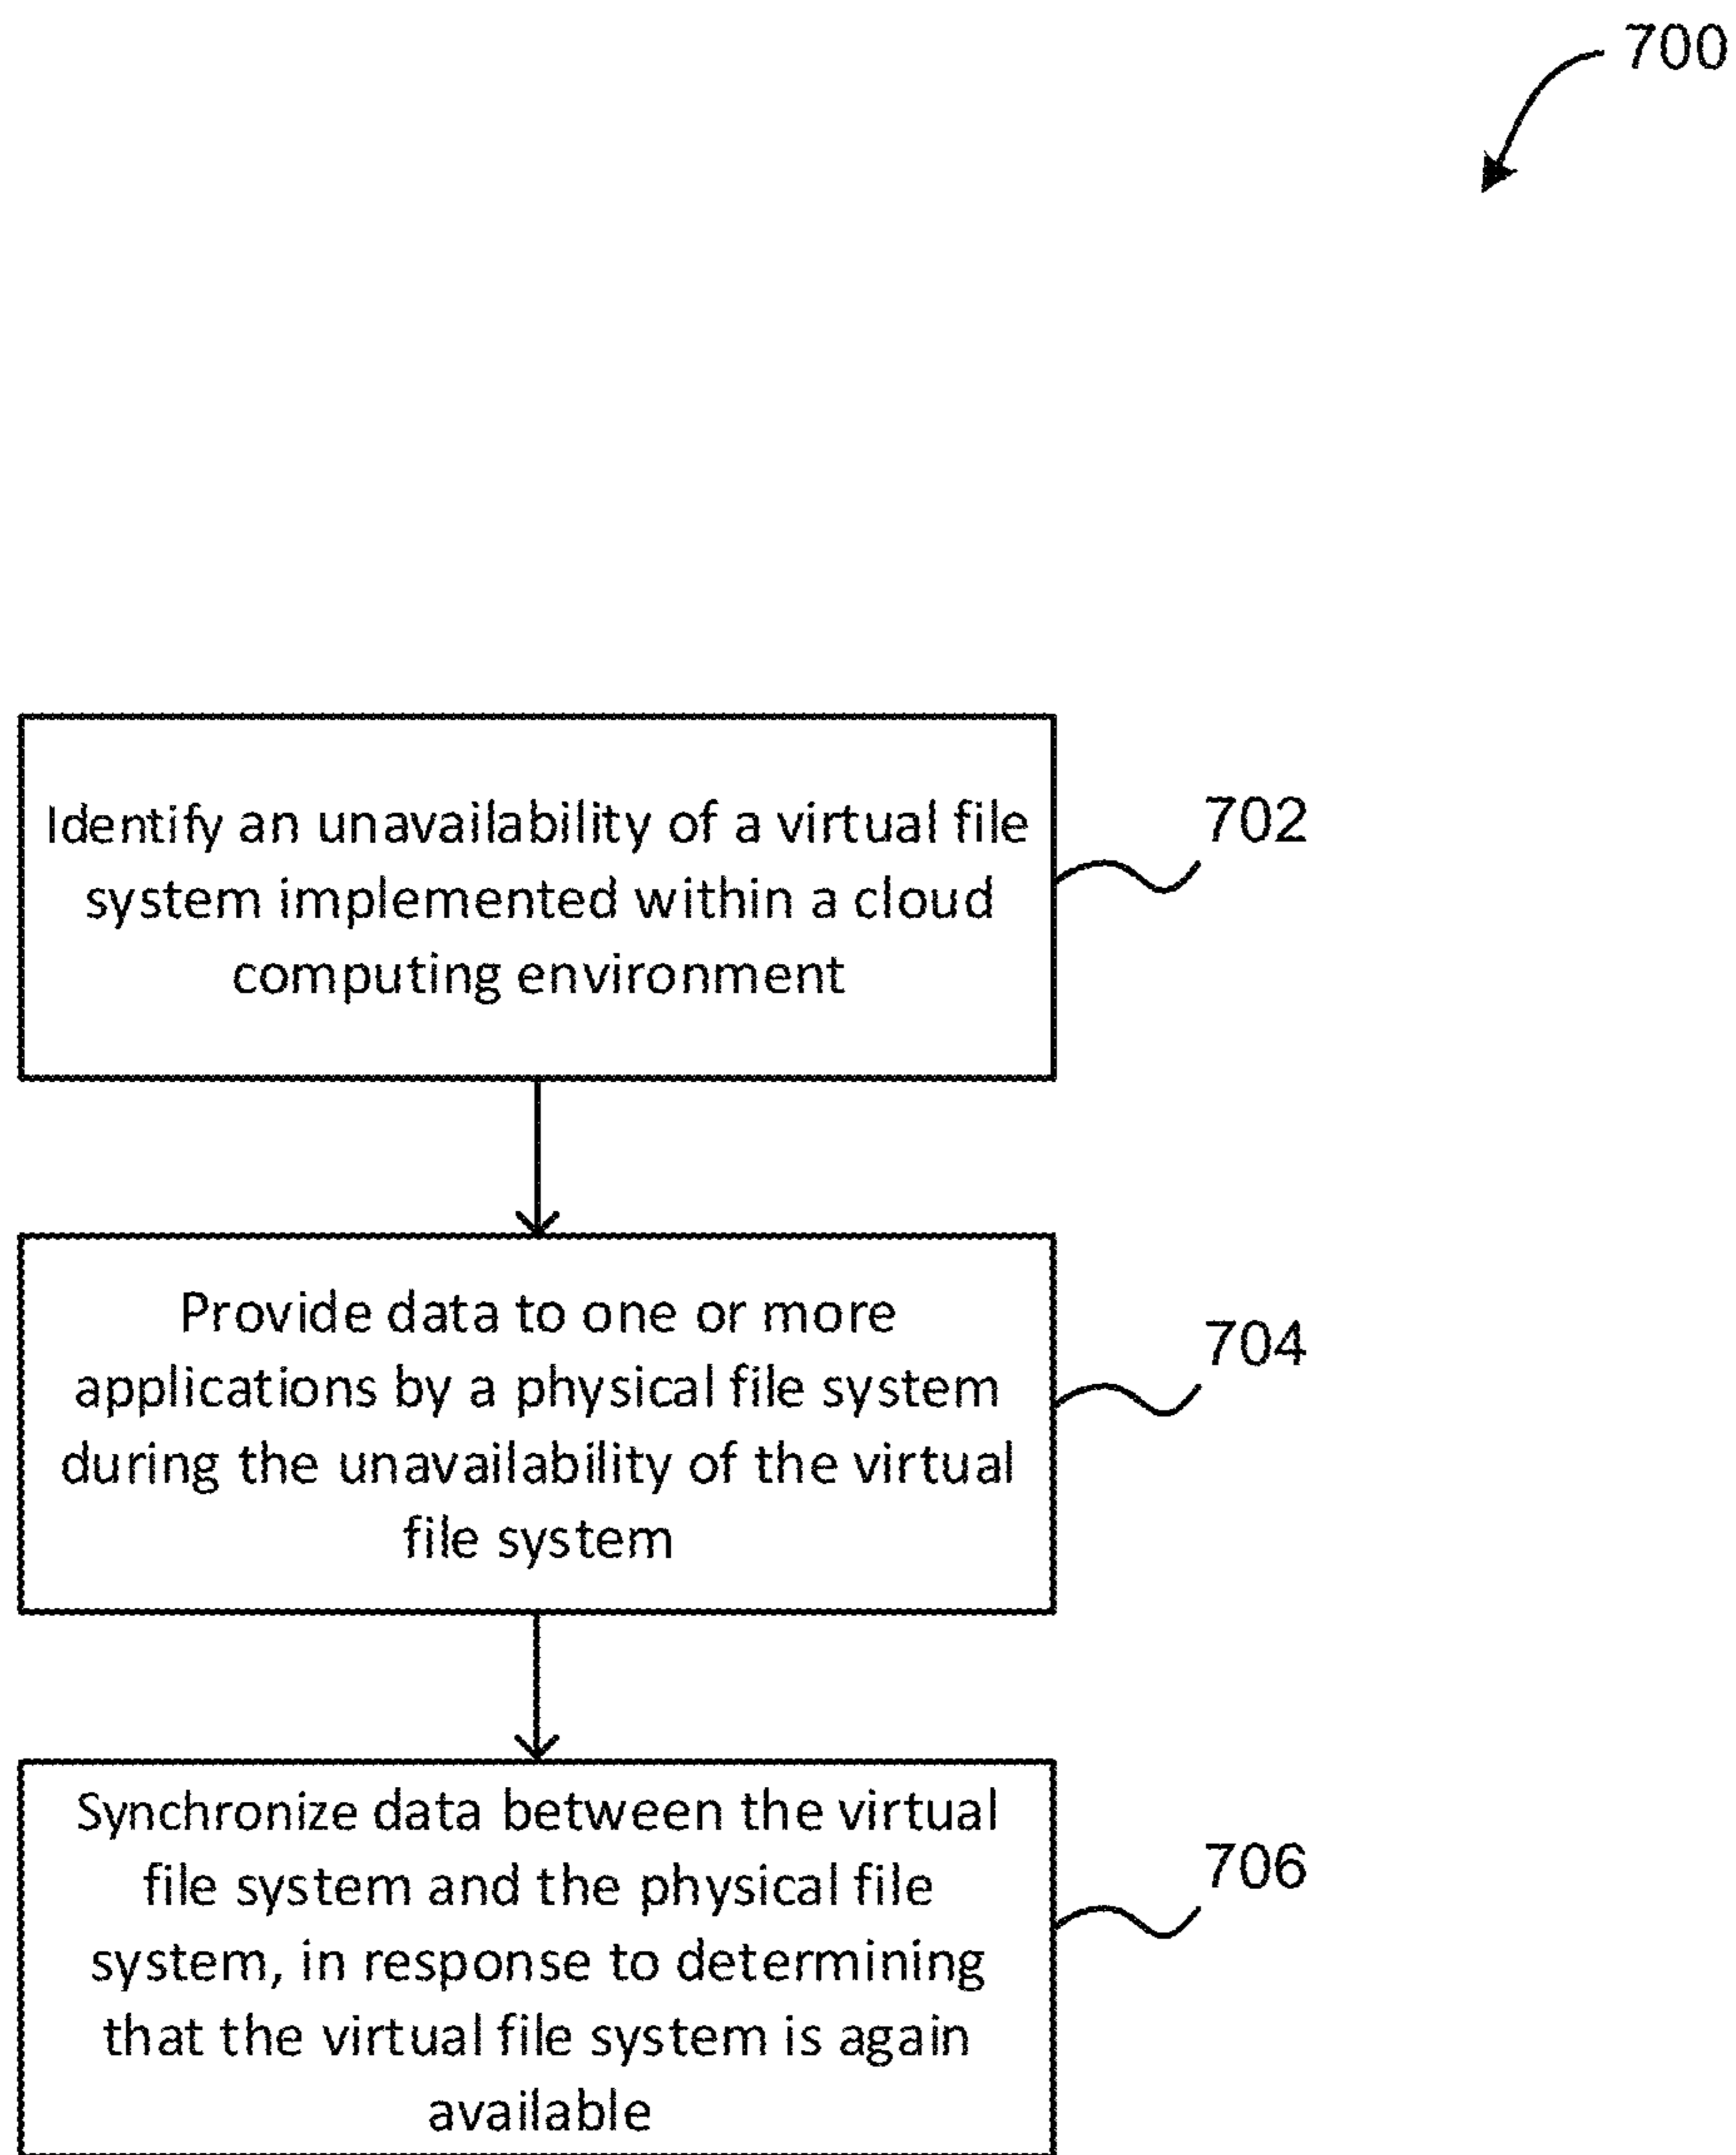 700
Identify an unavailability of a virtual file
system implemented within a cloud
computing environment
702
Provide data to one or more
applications by a physical file system
during the unavailability of the virtual
file system
704
Synchronize data between the virtual
file system and the physical file
system, in response to determining
that the virtual file system is again
available
706